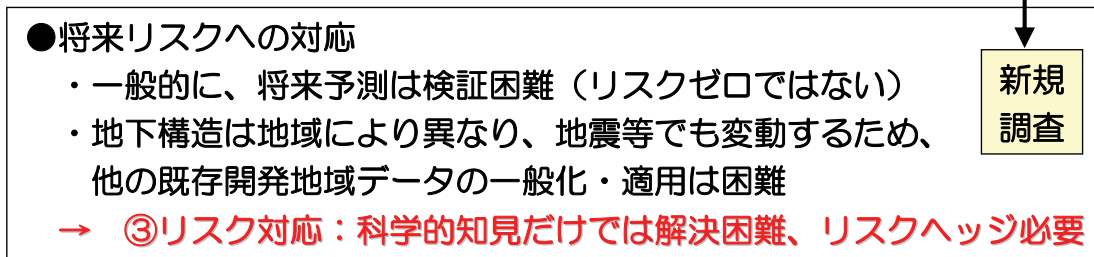 ●将来リスクへの対応
・一般的に、将来予測は検証困難（リスクゼロではない）
・地下構造は地域により異なり、地震等でも変動するため、
他の既存開発地域データの一般化・適用は困難
→ ③リスク対応：科学的知見だけでは解決困難、リスクヘッジ必要
新規
調査